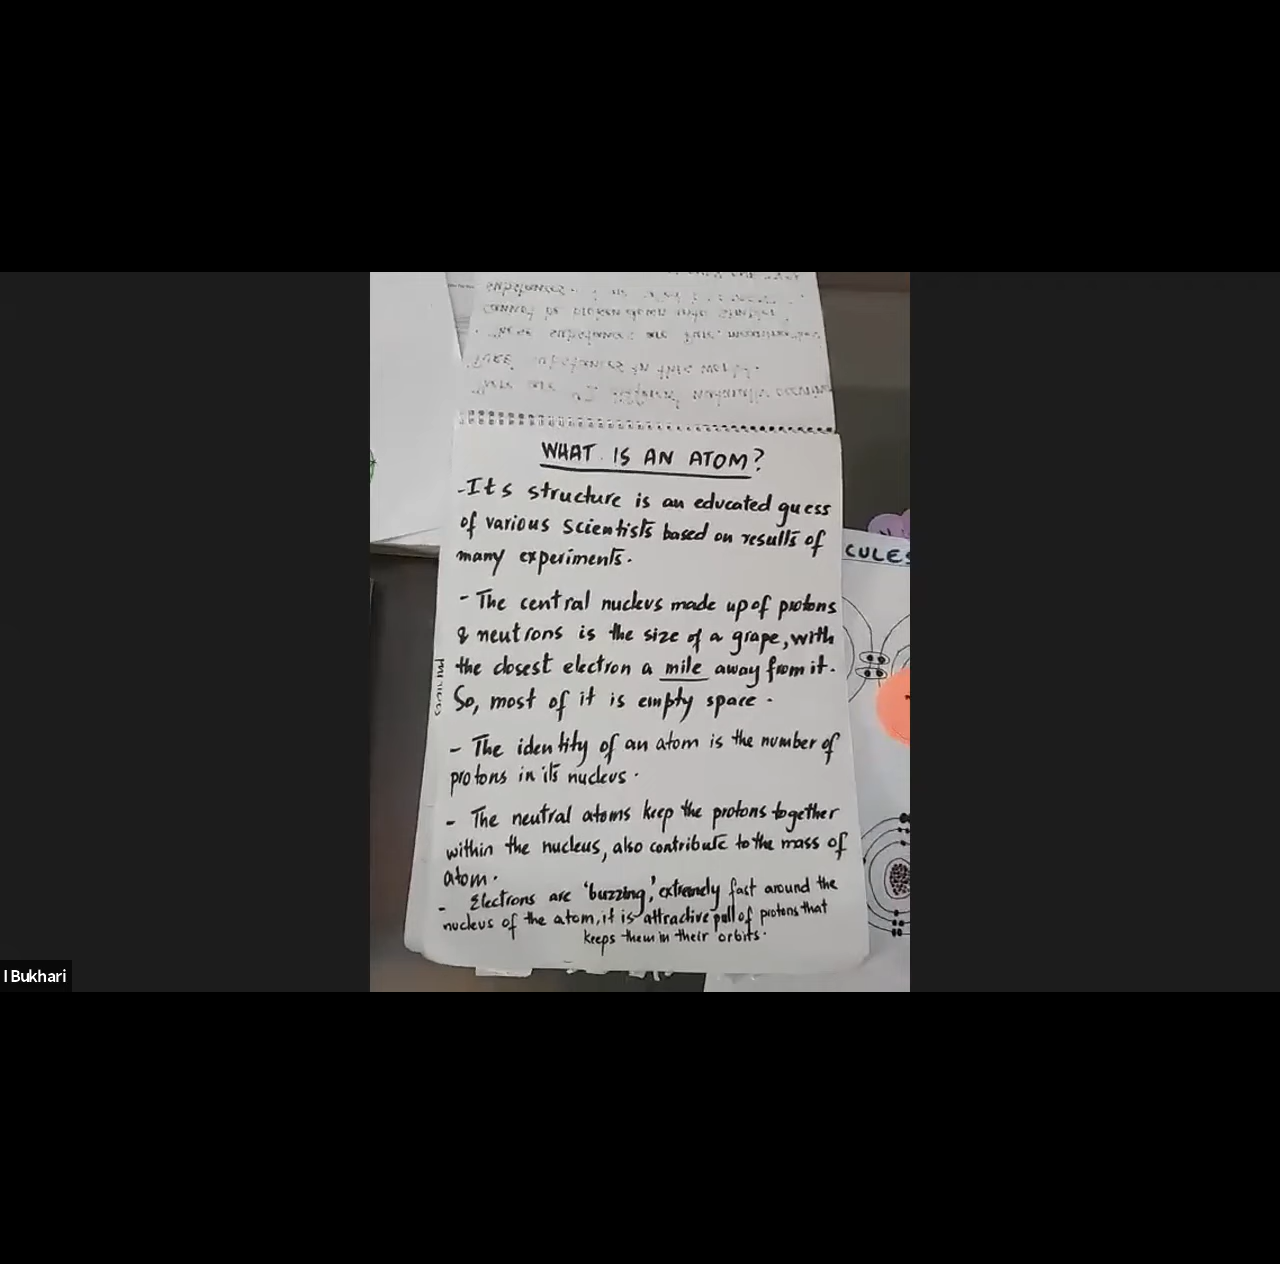 WHAT IS AN ATOM?
- Its structure is an educated guess
of various scientists based on results of
many experiments.
- The central nucleus made up of protons
& neutrons is the size of a grape, with
the closest electron a mile away from it.
So, most of it is empty space.
- The identity of an atom is the number of
protons in its nucleus.
- The neutral atoms keep the protons together
within the nucleus, also contribute to the mass of
atom.
- Electrons are 'buzzing,' extremely fast around the
nucleus of the atom, it is attractive pull of protons that
keeps them in their orbits.
CULES
I Bukhari